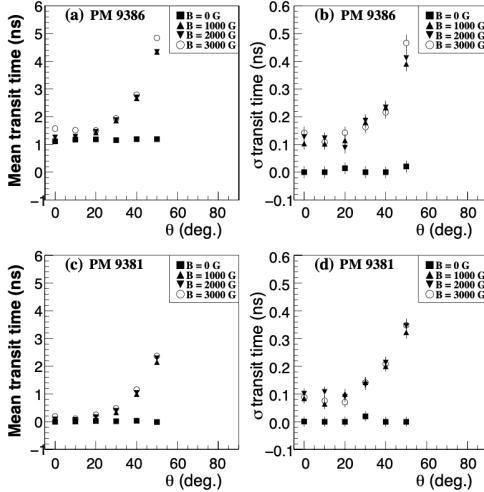 (a) PM 9386
■ B = 0 G
▲ B = 1000 G
▼ B = 2000 G
○ B = 3000 G
Mean transit time (ns)
6
5
4
3
2
1
0
−1
0 20 40 60 80
θ (deg.)
(b) PM 9386
■ B = 0 G
▲ B = 1000 G
▼ B = 2000 G
○ B = 3000 G
σ transit time (ns)
0.6
0.5
0.4
0.3
0.2
0.1
0.0
−0.1
0 20 40 60 80
θ (deg.)
(c) PM 9381
■ B = 0 G
▲ B = 1000 G
▼ B = 2000 G
○ B = 3000 G
Mean transit time (ns)
6
5
4
3
2
1
0
−1
0 20 40 60 80
θ (deg.)
(d) PM 9381
■ B = 0 G
▲ B = 1000 G
▼ B = 2000 G
○ B = 3000 G
σ transit time (ns)
0.6
0.5
0.4
0.3
0.2
0.1
0.0
−0.1
0 20 40 60 80
θ (deg.)